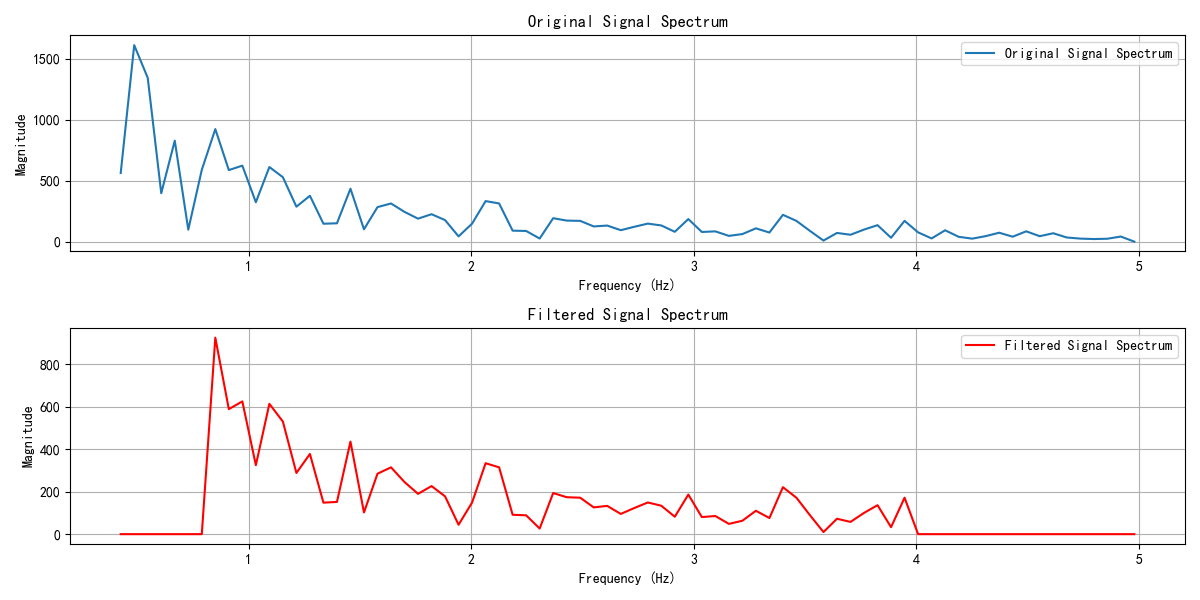 Original Signal Spectrum
Original Signal Spectrum
1500
1000
500
0
Magnitude
1 2 3 4 5
Frequency (Hz)
Filtered Signal Spectrum
Filtered Signal Spectrum
800
600
400
200
0
Magnitude
1 2 3 4 5
Frequency (Hz)